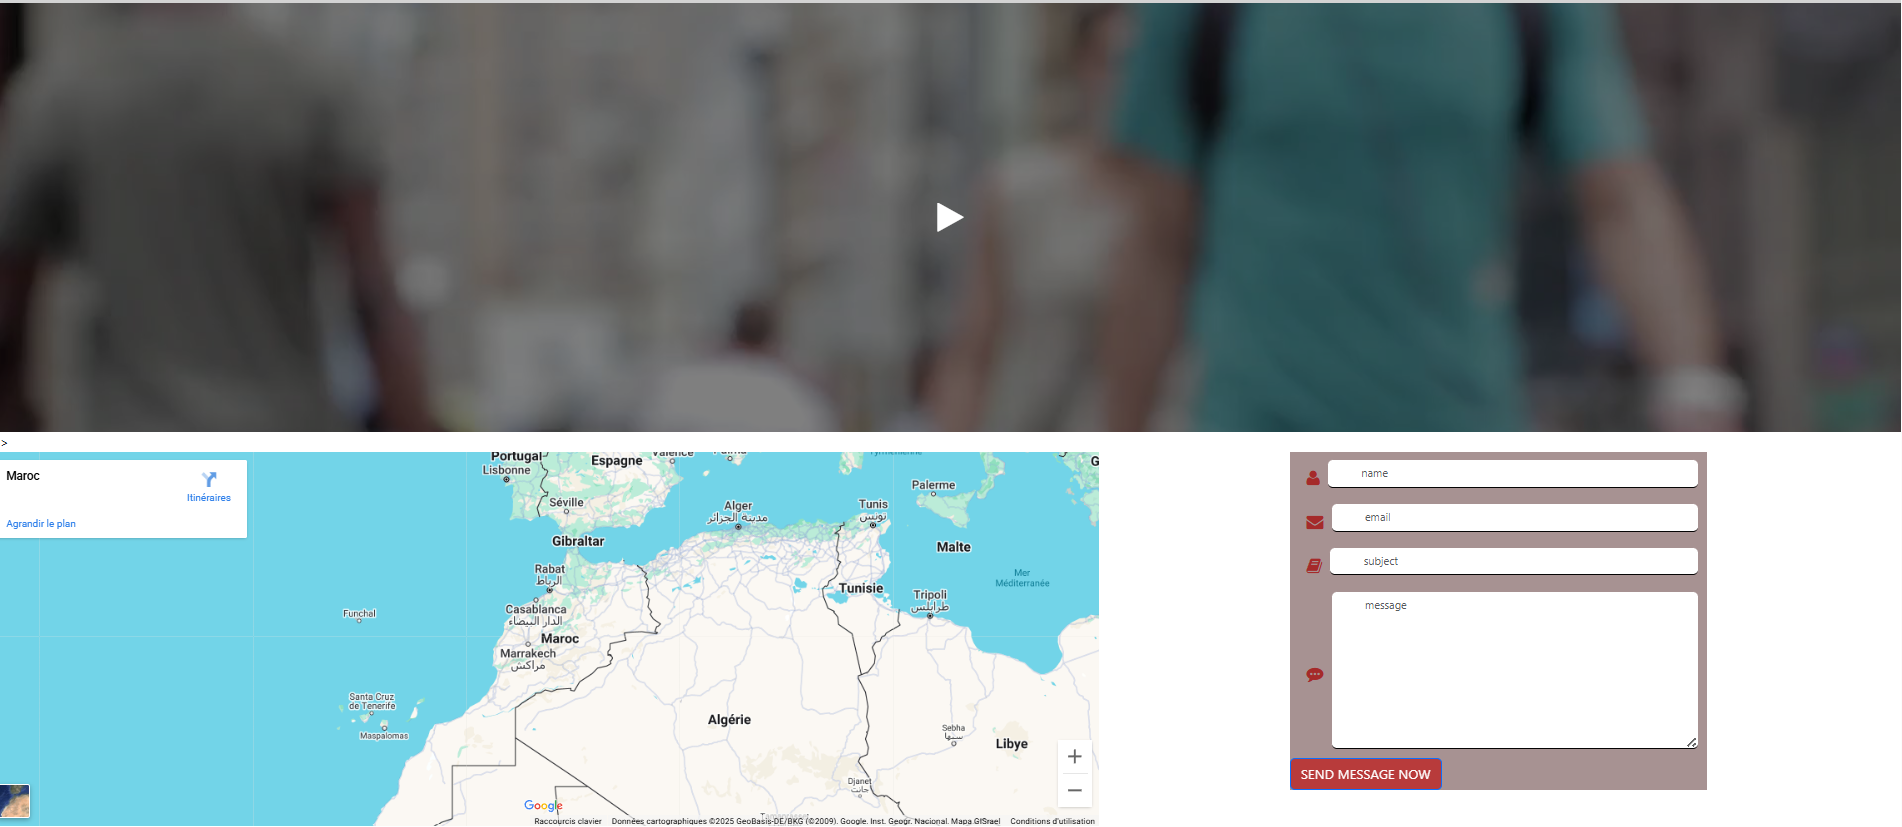 >
Maroc
Itinéraires
Agrandir le plan
Portugal
Lisbonne
Espagne
Valence
Séville
Gibraltar
Alger
مدينة الجزائر
Tunis
تونس
Palerme
Malte
Mer
Méditerranée
Rabat
الرباط
Casablanca
الدار البيضاء
Maroc
Marrakech
مراكش
Tunisie
Tripoli
طرابلس
Funchal
Santa Cruz
de Tenerife
Maspalomas
Algérie
Sebha
سبها
Libye
Djanet
جانت
Google
Raccourcis clavier
Données cartographiques ©2025 GeoBasis-DE/BKG (©2009), Google, Inst. Geogr. Nacional, Mapa GISrael
Conditions d'utilisation
+
−
name
email
subject
message
SEND MESSAGE NOW